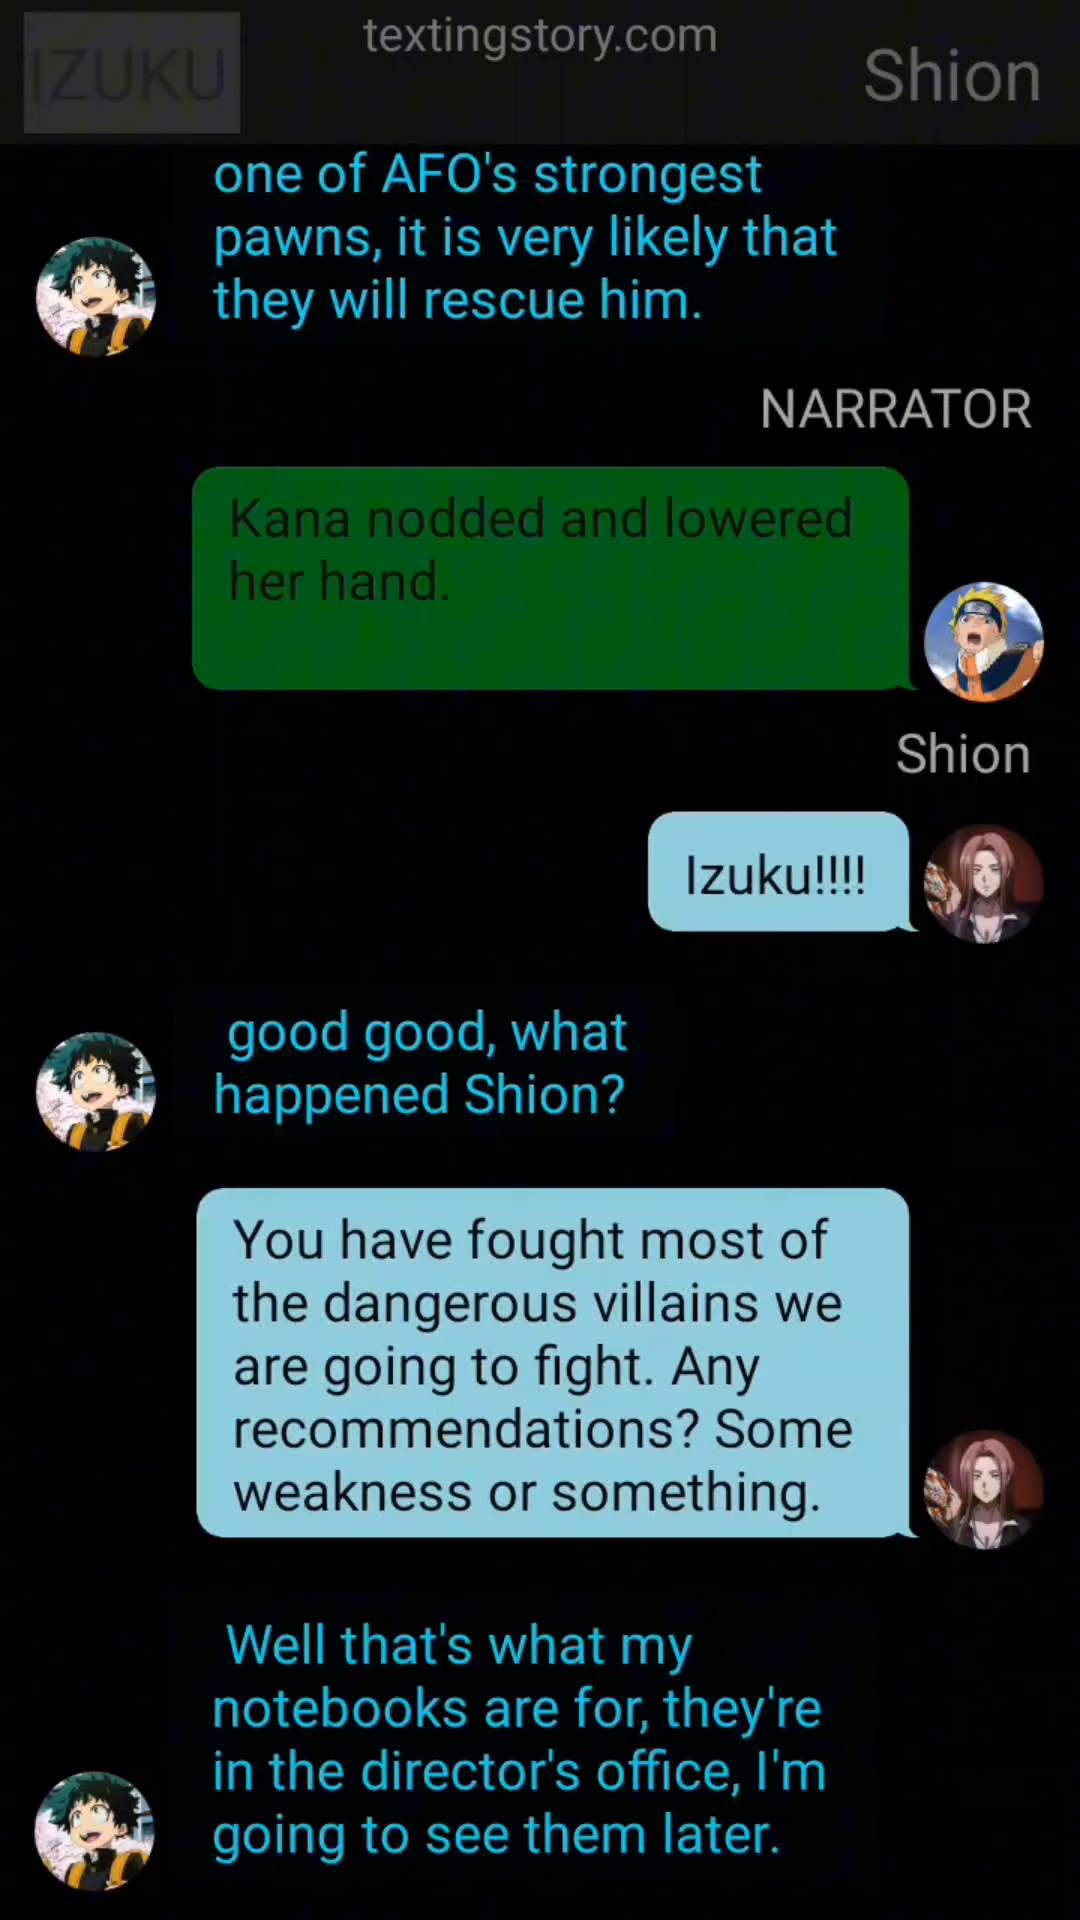 textingstory.com
IZUKU
Shion
one of AFO's strongest
pawns, it is very likely that
they will rescue him.
NARRATOR
Kana nodded and lowered
her hand.
Shion
Izuku!!!!
good good, what
happened Shion?
You have fought most of
the dangerous villains we
are going to fight. Any
recommendations? Some
weakness or something.
Well that's what my
notebooks are for, they're
in the director's office, I'm
going to see them later.